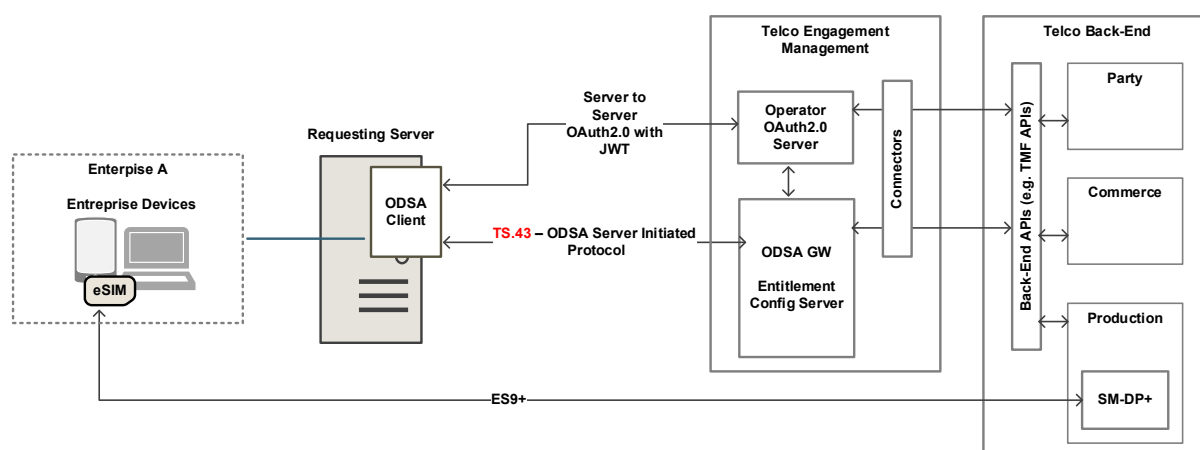 Telco Engagement
Management
Telco Back-End
Party
Server to
Server
OAuth2.0 with
JWT
Operator
OAuth2.0
Server
Requesting Server
Enterpise A
Entreprise Devices
eSIM
ODSA
Client
TS.43 – ODSA Server Initiated
Protocol
ODSA GW
Entitlement
Config Server
Connectors
Back-End APIs (e.g. TMF APIs)
Commerce
Production
SM-DP+
ES9+